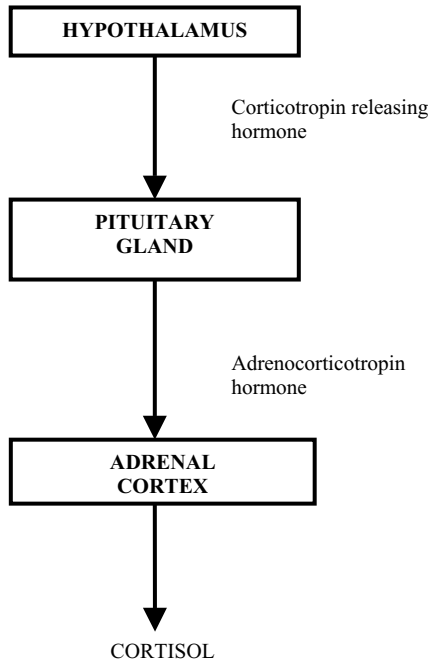 HYPOTHALAMUS
Corticotropin releasing
hormone
PITUITARY
GLAND
Adrenocorticotropin
hormone
ADRENAL
CORTEX
CORTISOL